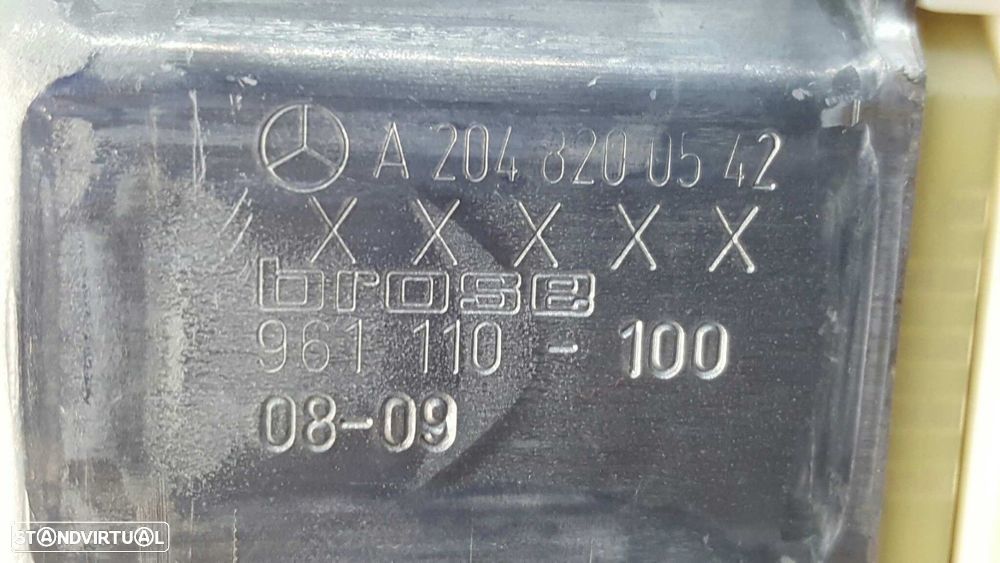 A 204 820 05 42
X X X X X
brose
961 110 - 100
08-09
STANDVIRTUAL